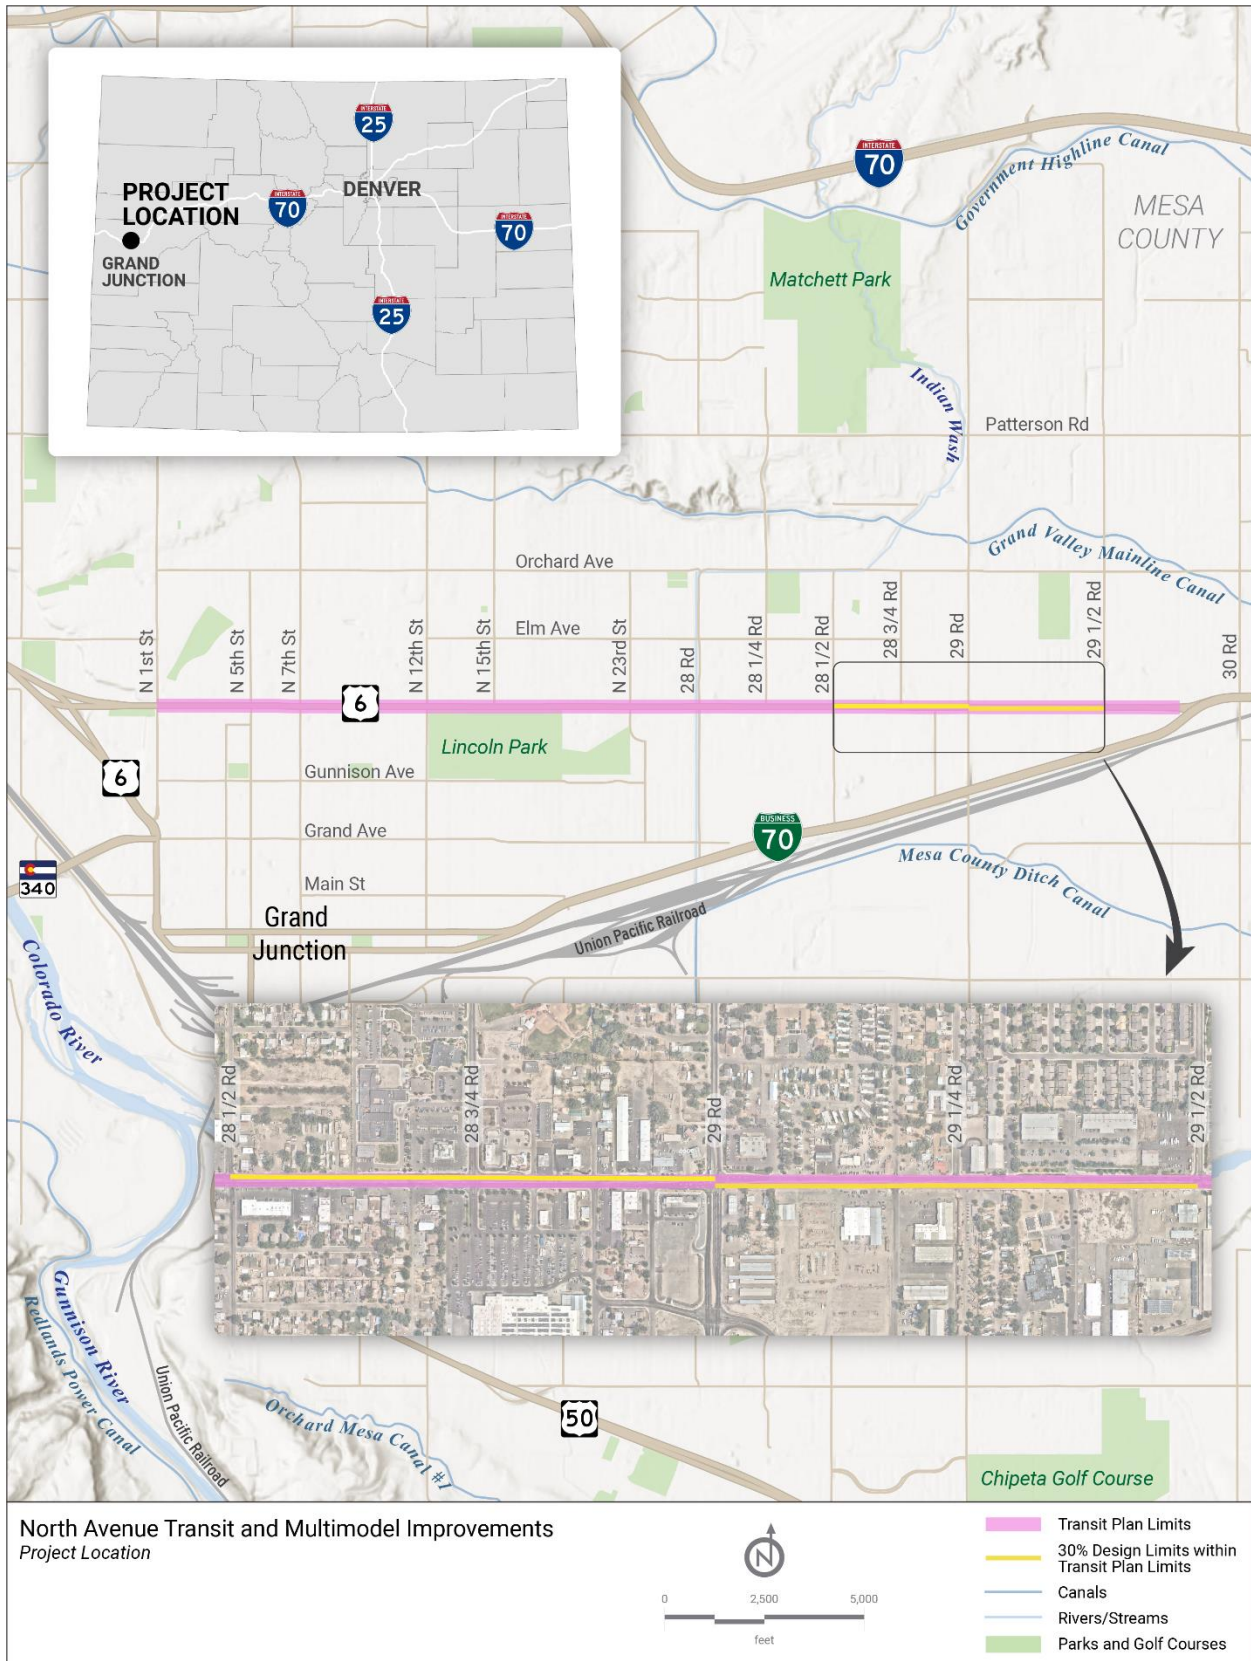 INTERSTATE
25
PROJECT
LOCATION
INTERSTATE
70
DENVER
INTERSTATE
70
GRAND
JUNCTION
INTERSTATE
25
INTERSTATE
70
Government Highline Canal
MESA
COUNTY
Matchett Park
Indian Wash
Patterson Rd
Grand Valley Mainline Canal
Orchard Ave
Elm Ave
N 1st St
N 5th St
N 7th St
N 12th St
N 15th St
N 23rd St
28 Rd
28 1/4 Rd
28 1/2 Rd
28 3/4 Rd
29 Rd
29 1/2 Rd
30 Rd
6
Lincoln Park
6
Gunnison Ave
Grand Ave
BUSINESS
70
Mesa County Ditch Canal
340
Main St
Grand
Junction
Union Pacific Railroad
Colorado River
28 1/2 Rd
28 3/4 Rd
29 Rd
29 1/4 Rd
29 1/2 Rd
Gunnison River
Redlands Power Canal
Union Pacific Railroad
Orchard Mesa Canal #1
50
Chipeta Golf Course
North Avenue Transit and Multimodel Improvements
Project Location
N
0 2,500 5,000
feet
Transit Plan Limits
30% Design Limits within
Transit Plan Limits
Canals
Rivers/Streams
Parks and Golf Courses